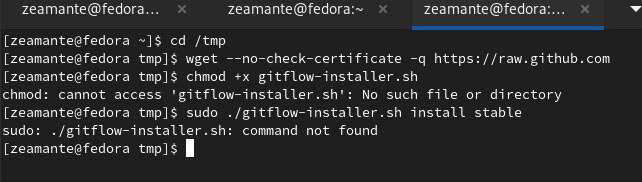 zeamante@fedora... × zeamante@fedora:~ × zeamante@fedora:... ×
[zeamante@fedora ~]$ cd /tmp
[zeamante@fedora tmp]$ wget --no-check-certificate -q https://raw.github.com
[zeamante@fedora tmp]$ chmod +x gitflow-installer.sh
chmod: cannot access 'gitflow-installer.sh': No such file or directory
[zeamante@fedora tmp]$ sudo ./gitflow-installer.sh install stable
sudo: ./gitflow-installer.sh: command not found
[zeamante@fedora tmp]$